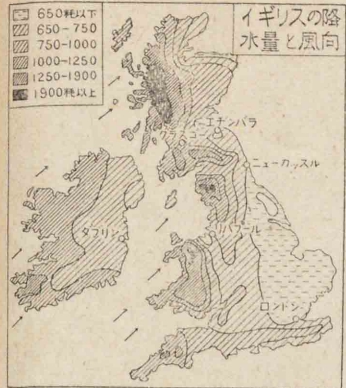 イギリスの降
水量と風向
650粍以下
650-750
750-1000
1000-1250
1250-1900
1900粍以上
エヂンバラ
グラスゴー
ニューカッスル
ダブリン
リバプール
ロンドン